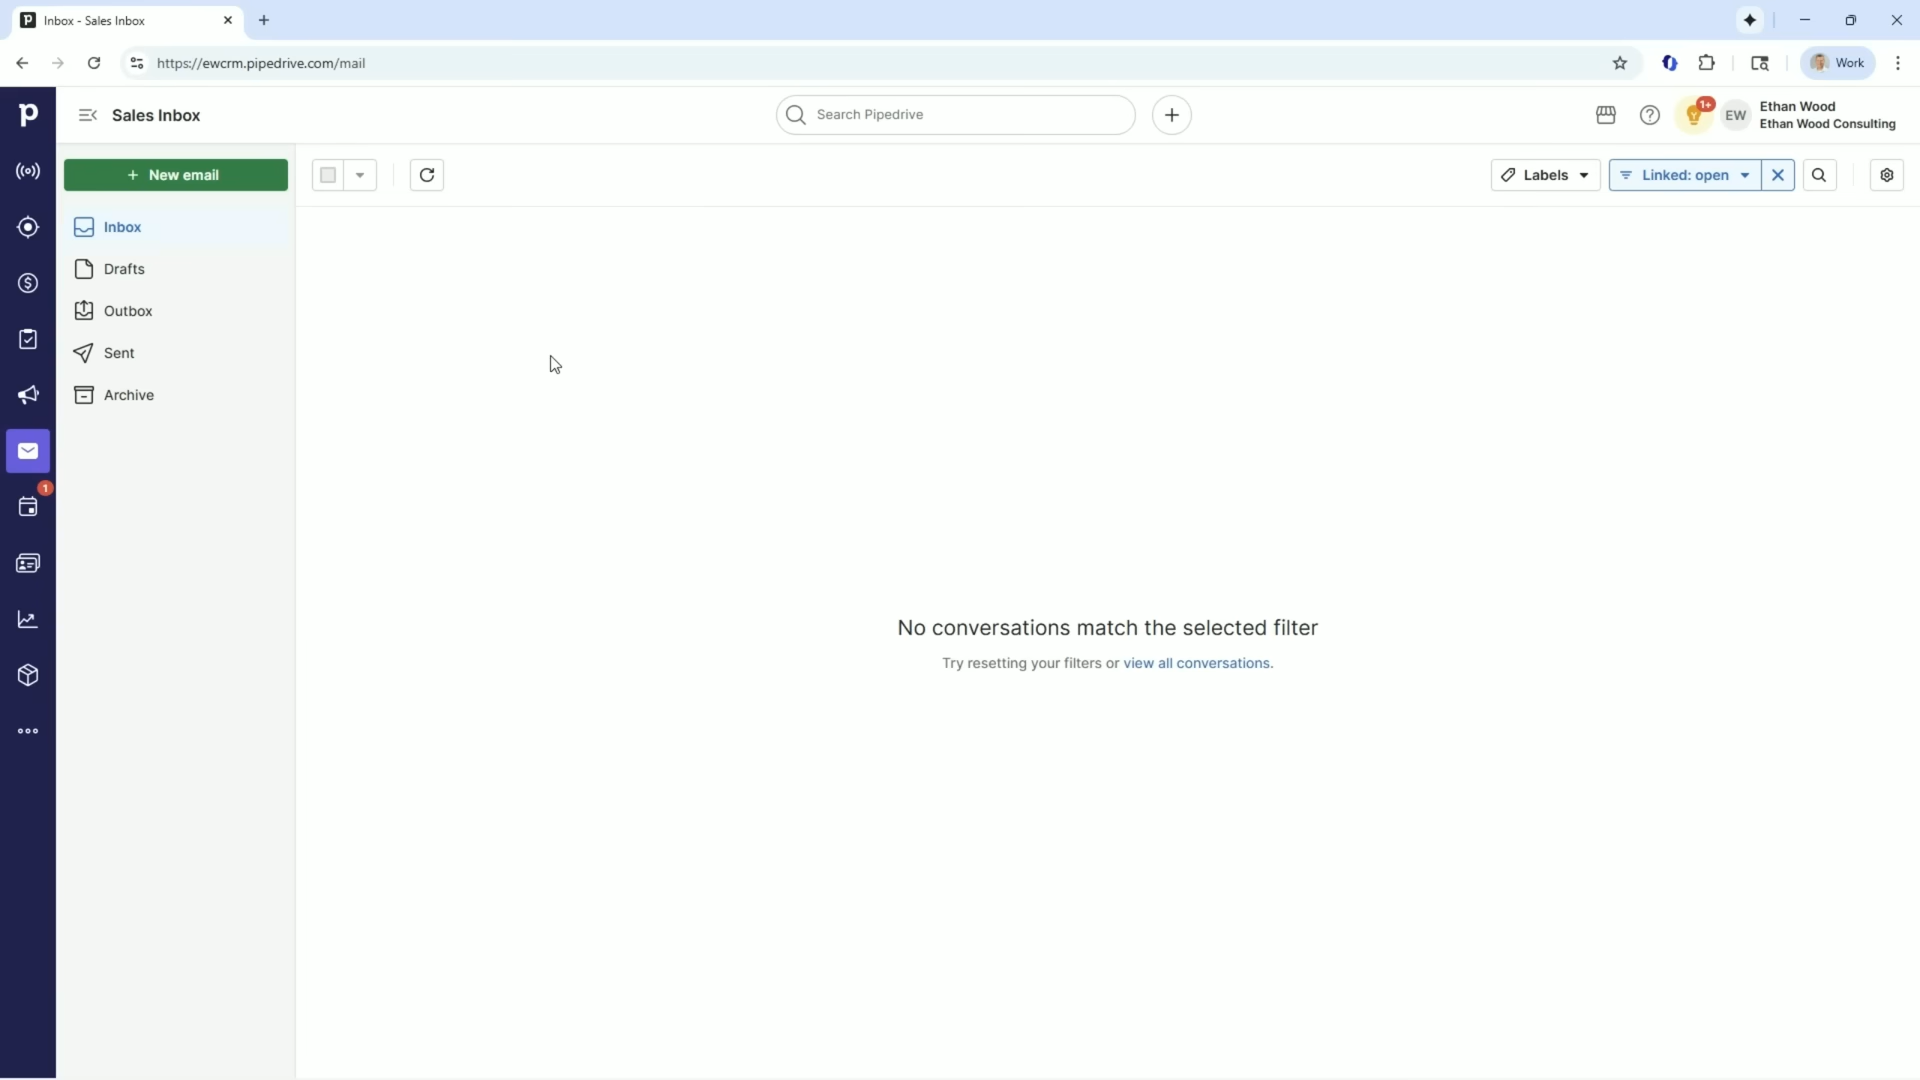 Inbox - Sales Inbox
https://ewcrm.pipedrive.com/mail
Work
p
Sales Inbox
Search Pipedrive
1+
EW
Ethan Wood
Ethan Wood Consulting
+ New email
Labels
Linked: open
Inbox
Drafts
Outbox
Sent
Archive
1
No conversations match the selected filter
Try resetting your filters or view all conversations.